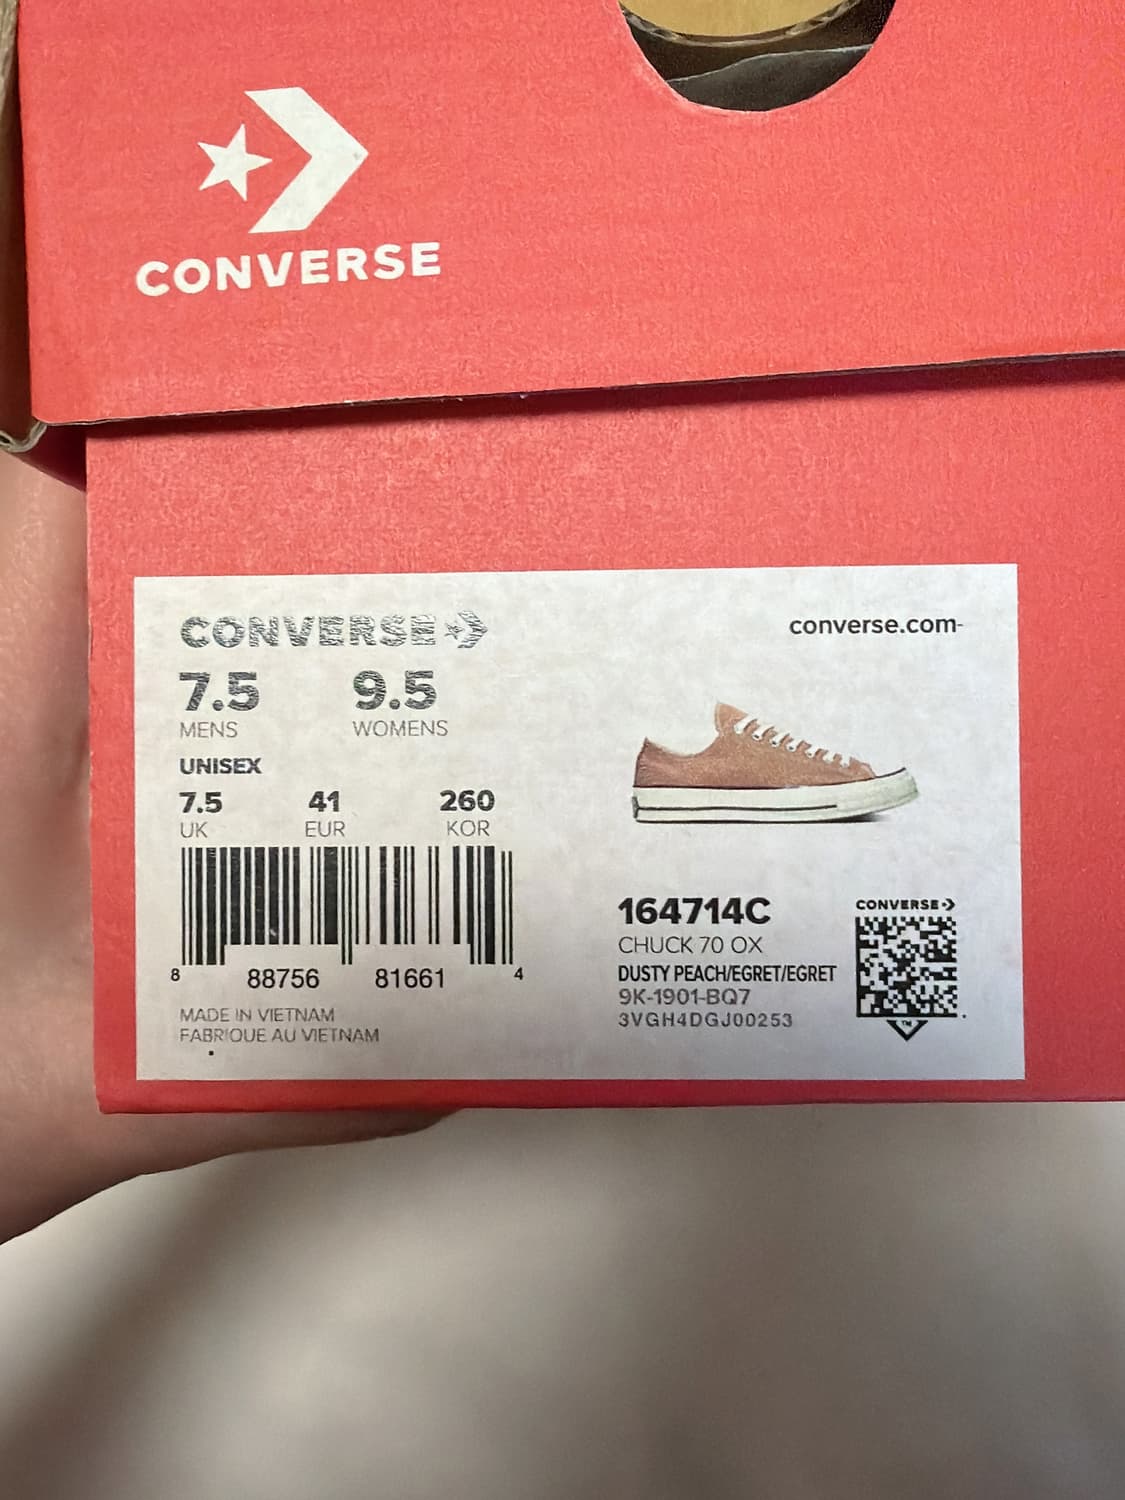 CONVERSE
CONVERSE
converse.com
7.5 9.5
MENS WOMENS
UNISEX
7.5 41 260
UK EUR KOR
8 88756 81661 4
MADE IN VIETNAM
FABRIQUE AU VIETNAM
164714C
CHUCK 70 OX
DUSTY PEACH/EGRET/EGRET
9K-1901-BQ7
3VGH4DGJ00253
CONVERSE
TM